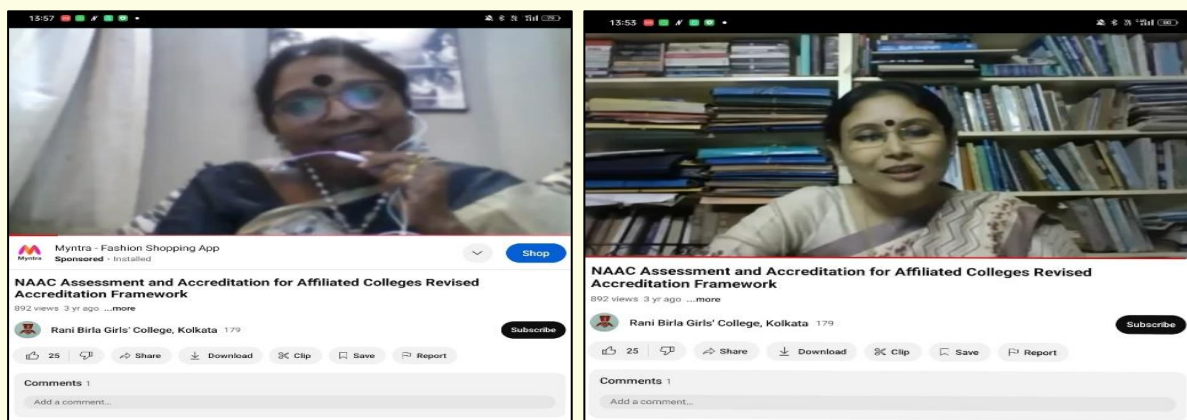 13:57
Myntra - Fashion Shopping App
Myntra
Sponsored · Installed
Shop
NAAC Assessment and Accreditation for Affiliated Colleges Revised
Accreditation Framework
892 views 3 yr ago ...more
Rani Birla Girls' College, Kolkata 179
Subscribe
25
Share
Download
Clip
Save
Report
Comments 1
Add a comment...
13:53
NAAC Assessment and Accreditation for Affiliated Colleges Revised
Accreditation Framework
892 views 3 yr ago ...more
Rani Birla Girls' College, Kolkata 179
Subscribe
25
Share
Download
Clip
Save
Report
Comments 1
Add a comment...